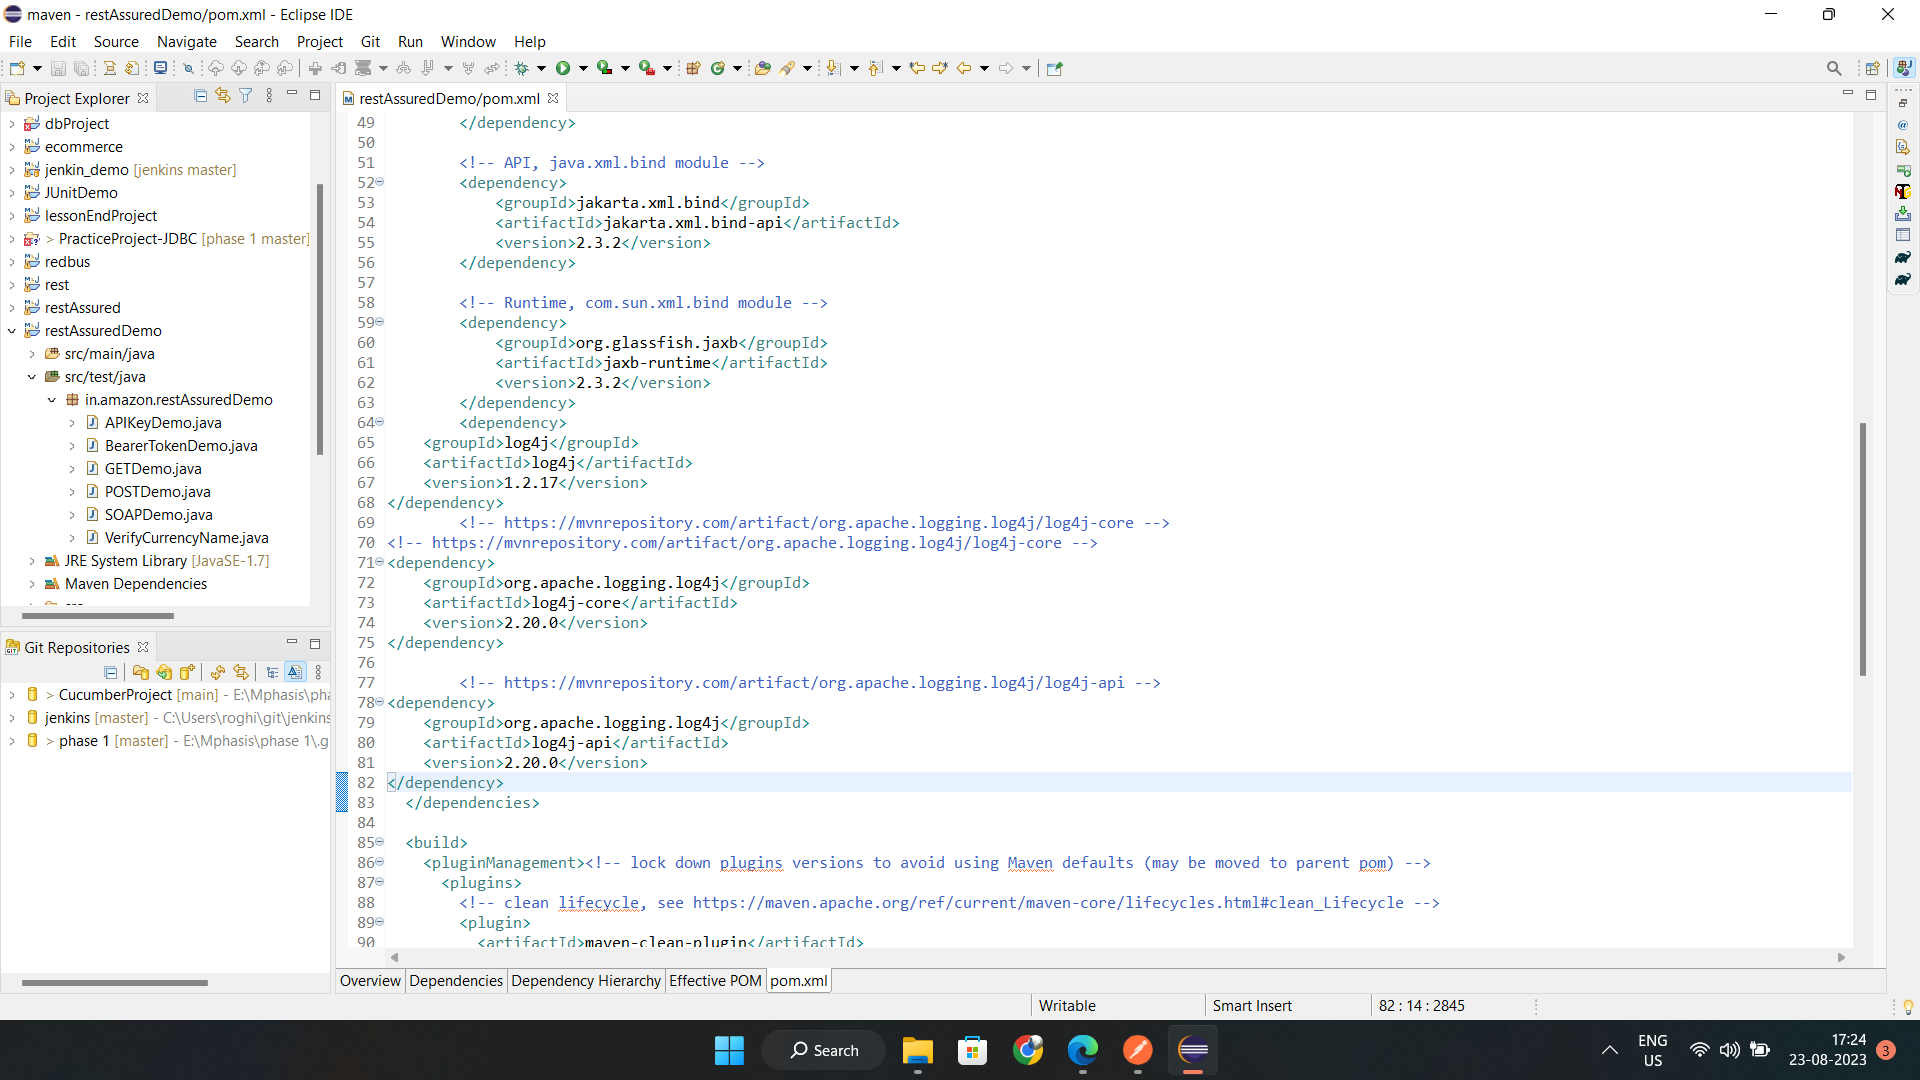 maven - restAssuredDemo/pom.xml - Eclipse IDE
File Edit Source Navigate Search Project Git Run Window Help
Project Explorer
dbProject
ecommerce
jenkin_demo [jenkins master]
JUnitDemo
lessonEndProject
> PracticeProject-JDBC [phase 1 master]
redbus
rest
restAssured
restAssuredDemo
src/main/java
src/test/java
in.amazon.restAssuredDemo
APIKeyDemo.java
BearerTokenDemo.java
GETDemo.java
POSTDemo.java
SOAPDemo.java
VerifyCurrencyName.java
JRE System Library [JavaSE-1.7]
Maven Dependencies
Git Repositories
> CucumberProject [main] - E:\Mphasis\pha
jenkins [master] - C:\Users\roghi\git\jenkins
> phase 1 [master] - E:\Mphasis\phase 1\.g
restAssuredDemo/pom.xml
49 </dependency>
50
51 <!-- API, java.xml.bind module -->
52 <dependency>
53 <groupId>jakarta.xml.bind</groupId>
54 <artifactId>jakarta.xml.bind-api</artifactId>
55 <version>2.3.2</version>
56 </dependency>
57
58 <!-- Runtime, com.sun.xml.bind module -->
59 <dependency>
60 <groupId>org.glassfish.jaxb</groupId>
61 <artifactId>jaxb-runtime</artifactId>
62 <version>2.3.2</version>
63 </dependency>
64 <dependency>
65 <groupId>log4j</groupId>
66 <artifactId>log4j</artifactId>
67 <version>1.2.17</version>
68 </dependency>
69 <!-- https://mvnrepository.com/artifact/org.apache.logging.log4j/log4j-core -->
70 <!-- https://mvnrepository.com/artifact/org.apache.logging.log4j/log4j-core -->
71 <dependency>
72 <groupId>org.apache.logging.log4j</groupId>
73 <artifactId>log4j-core</artifactId>
74 <version>2.20.0</version>
75 </dependency>
76
77 <!-- https://mvnrepository.com/artifact/org.apache.logging.log4j/log4j-api -->
78 <dependency>
79 <groupId>org.apache.logging.log4j</groupId>
80 <artifactId>log4j-api</artifactId>
81 <version>2.20.0</version>
82 </dependency>
83 </dependencies>
84
85 <build>
86 <pluginManagement><!-- lock down plugins versions to avoid using Maven defaults (may be moved to parent pom) -->
87 <plugins>
88 <!-- clean lifecycle, see https://maven.apache.org/ref/current/maven-core/lifecycles.html#clean_Lifecycle -->
89 <plugin>
90 <artifactId>maven-clean-plugin</artifactId>
Overview Dependencies Dependency Hierarchy Effective POM pom.xml
Writable Smart Insert 82 : 14 : 2845
Search
ENG
US
17:24
23-08-2023
3